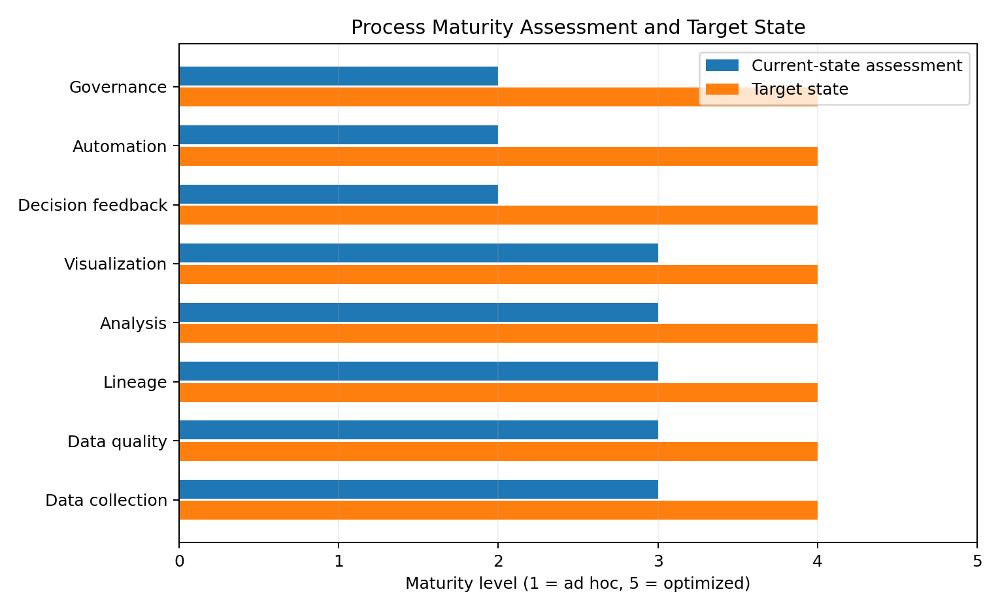 Process Maturity Assessment and Target State
Current-state assessment
Target state
Governance
Automation
Decision feedback
Visualization
Analysis
Lineage
Data quality
Data collection
0 1 2 3 4 5
Maturity level (1 = ad hoc, 5 = optimized)